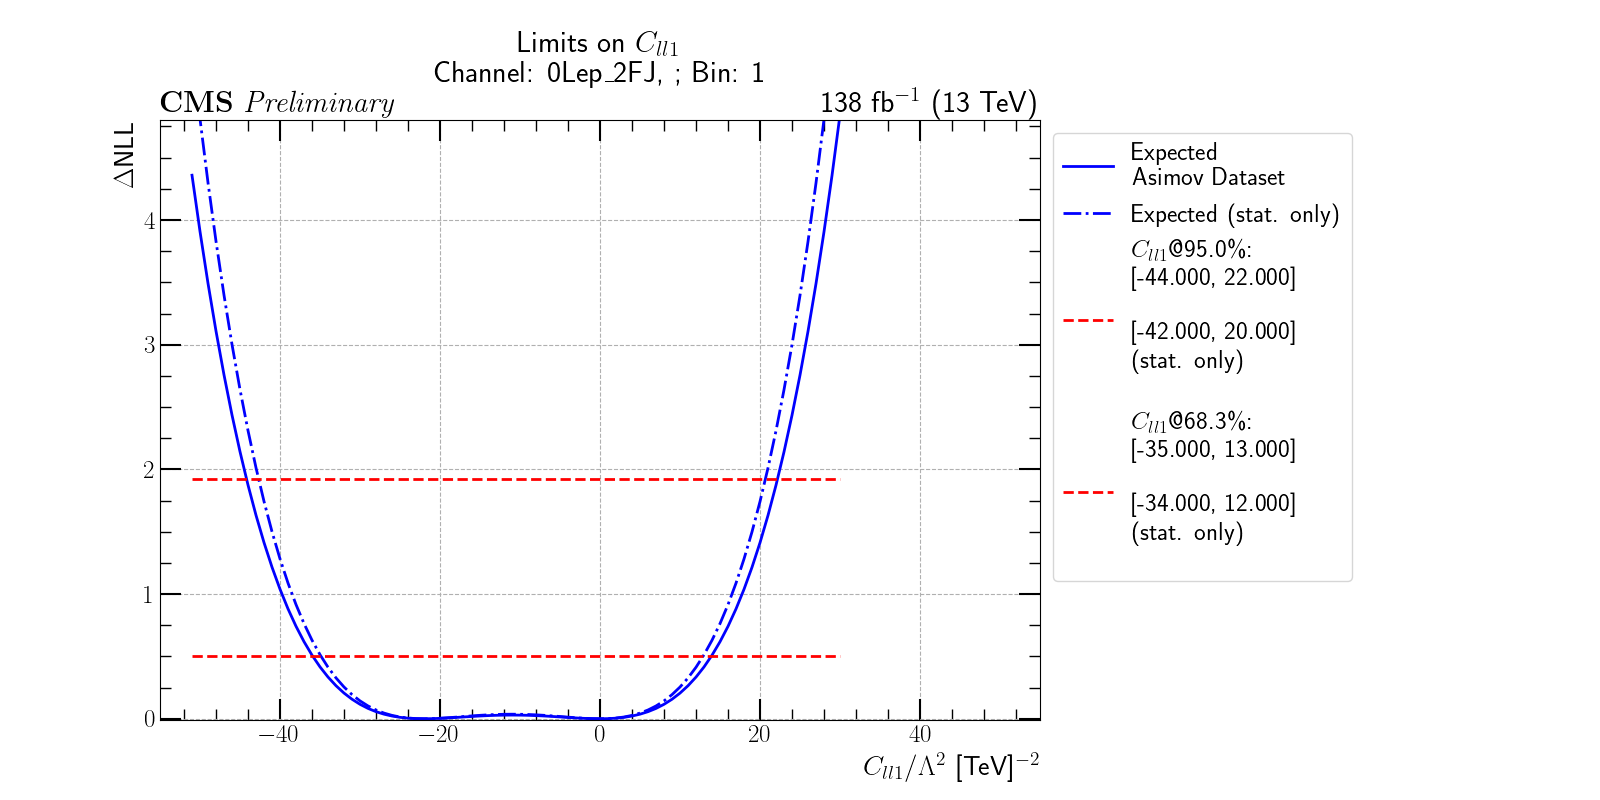 Limits on C_{ll1}
Channel: 0Lep_2FJ, ; Bin: 1
CMS Preliminary
138 fb⁻¹ (13 TeV)
ΔNLL
4
3
2
1
0
−40
−20
0
20
40
C_{ll1}/Λ² [TeV]⁻²
Expected
Asimov Dataset
Expected (stat. only)
C_{ll1}@95.0%:
[-44.000, 22.000]
[-42.000, 20.000]
(stat. only)
C_{ll1}@68.3%:
[-35.000, 13.000]
[-34.000, 12.000]
(stat. only)